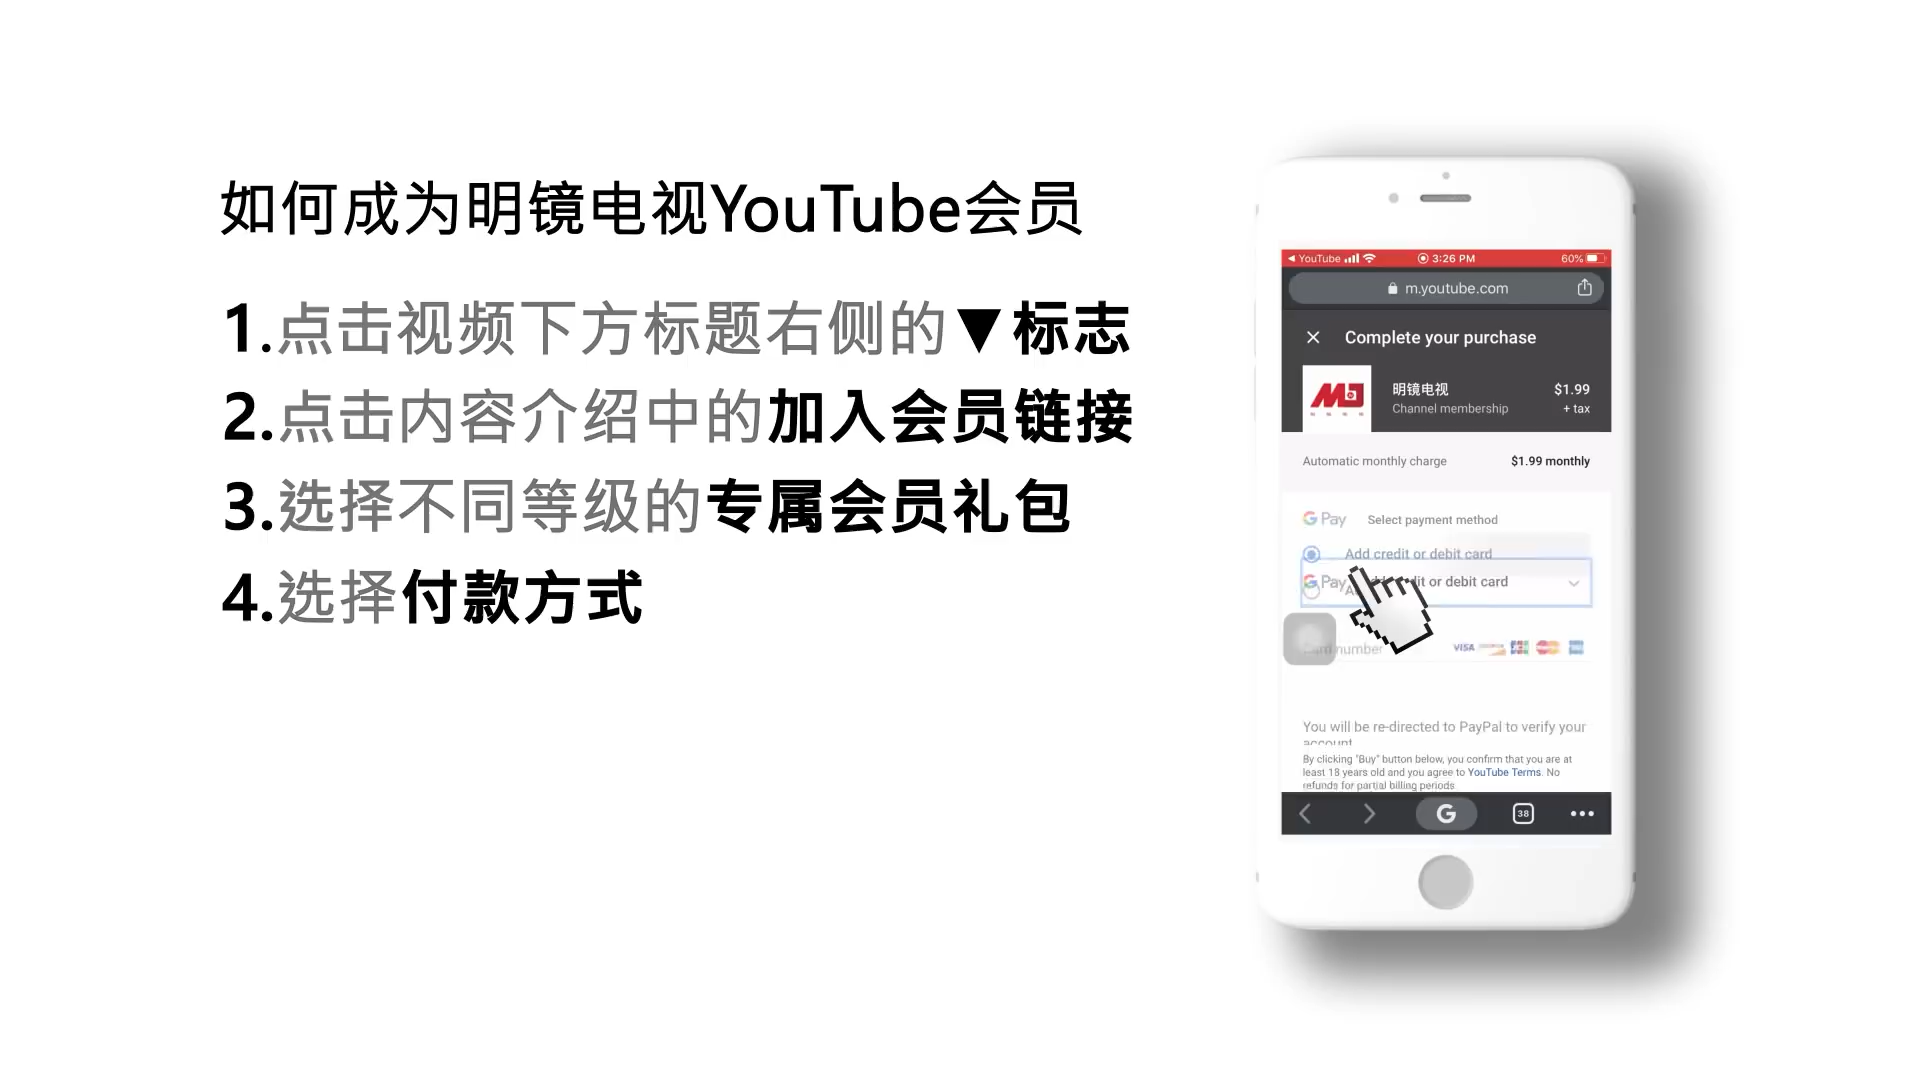 如何成为明镜电视YouTube会员
1.点击视频下方标题右侧的▼标志
2.点击内容介绍中的加入会员链接
3.选择不同等级的专属会员礼包
4.选择付款方式
YouTube 3:26 PM 60%
m.youtube.com
Complete your purchase
明镜电视 $1.99
Channel membership + tax
Automatic monthly charge $1.99 monthly
G Pay Select payment method
Add credit or debit card
G Pay credit or debit card
number VISA
You will be re-directed to PayPal to verify your
account
By clicking "Buy" button below, you confirm that you are at
least 18 years old and you agree to YouTube Terms. No
refunds for partial billing periods
G 38